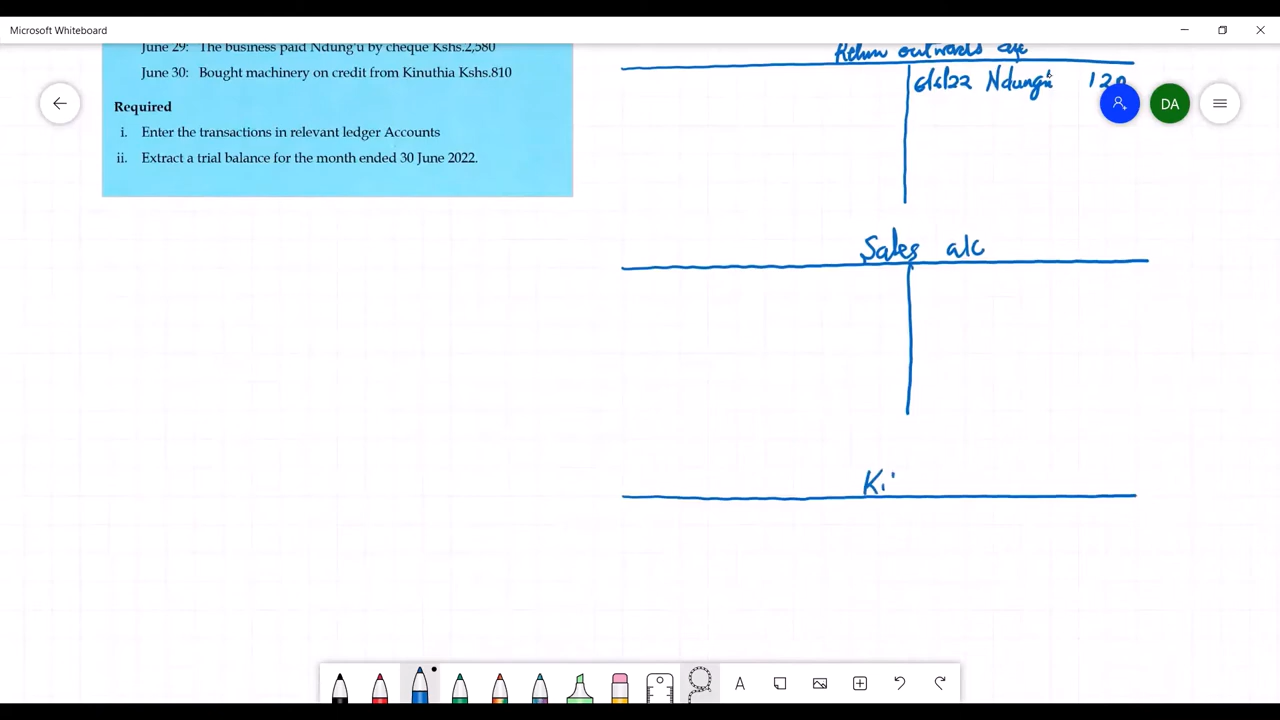 Microsoft Whiteboard
June 29: The business paid Ndung'u by cheque Kshs.2,580
June 30: Bought machinery on credit from Kinuthia Kshs.810
Required
i. Enter the transactions in relevant ledger Accounts
ii. Extract a trial balance for the month ended 30 June 2022.
Return outwards a/c
6/6/22 Ndung'u 120
DA
Sales a/c
Ki
A